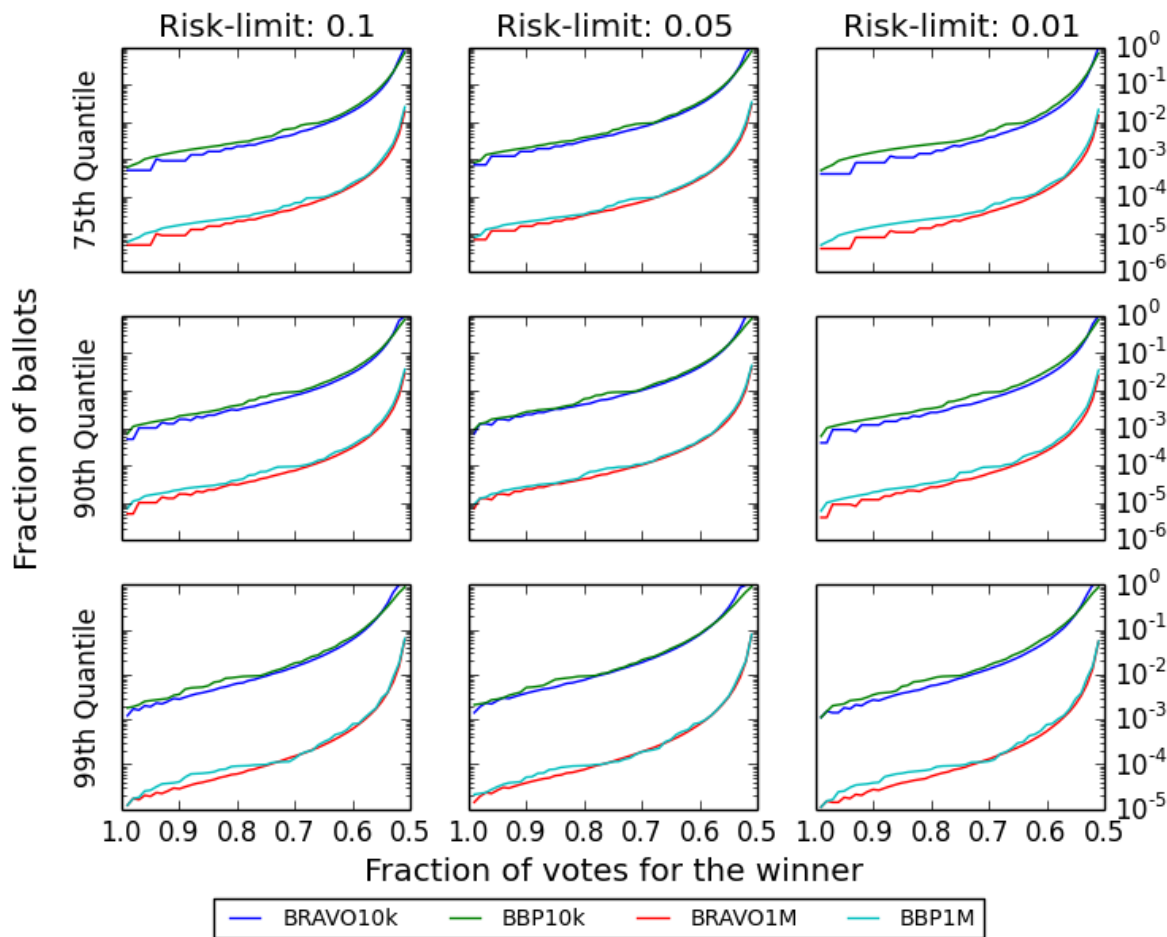 Risk-limit: 0.1 Risk-limit: 0.05 Risk-limit: 0.01
75th Quantile
10^0
10^-1
10^-2
10^-3
10^-4
10^-5
10^-6
Fraction of ballots
90th Quantile
10^0
10^-1
10^-2
10^-3
10^-4
10^-5
10^-6
99th Quantile
10^0
10^-1
10^-2
10^-3
10^-4
10^-5
1.0 0.9 0.8 0.7 0.6 0.5 1.0 0.9 0.8 0.7 0.6 0.5 1.0 0.9 0.8 0.7 0.6 0.5
Fraction of votes for the winner
BRAVO10k BBP10k BRAVO1M BBP1M